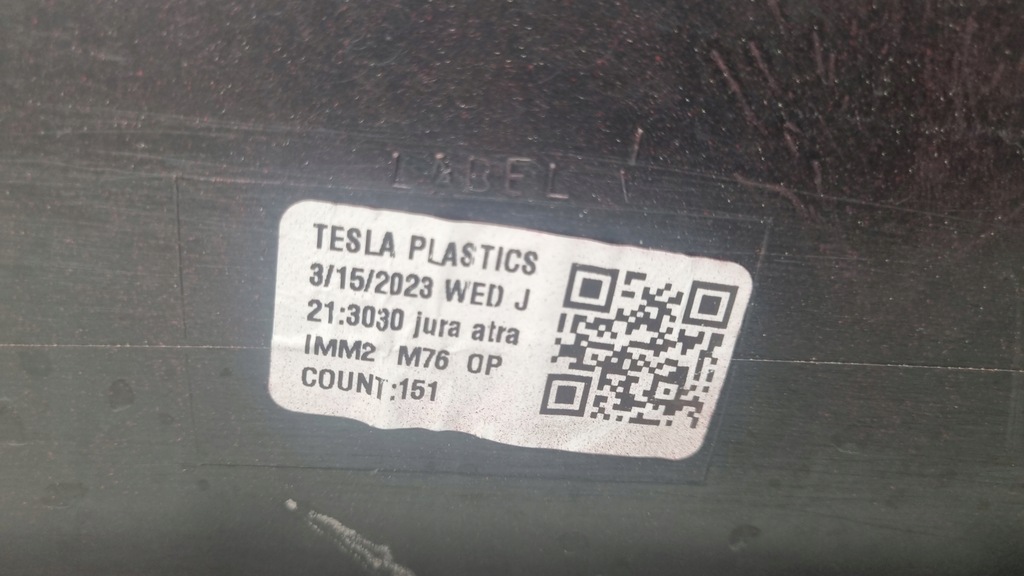 LABEL
TESLA PLASTICS
3/15/2023 WED J
21:3030 jura atra
IMM2 M76 OP
COUNT:151